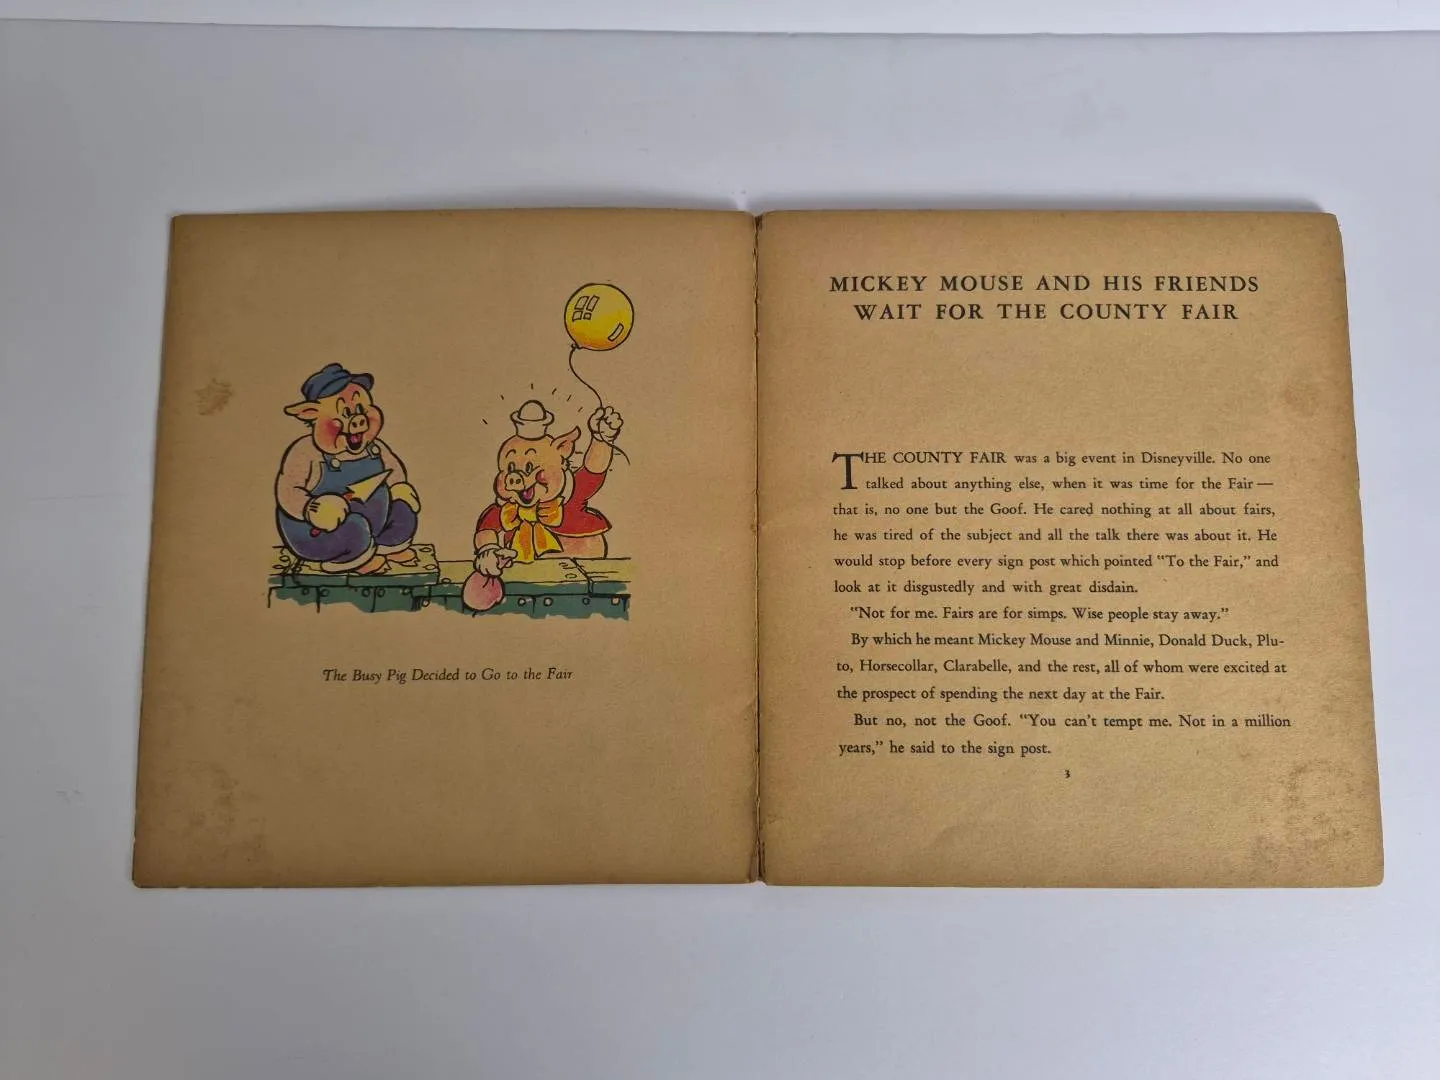 The Busy Pig Decided to Go to the Fair
MICKEY MOUSE AND HIS FRIENDS
WAIT FOR THE COUNTY FAIR
THE COUNTY FAIR was a big event in Disneyville. No one
talked about anything else, when it was time for the Fair—
that is, no one but the Goof. He cared nothing at all about fairs,
he was tired of the subject and all the talk there was about it. He
would stop before every sign post which pointed “To the Fair,” and
look at it disgustedly and with great disdain.
“Not for me. Fairs are for simps. Wise people stay away.”
By which he meant Mickey Mouse and Minnie, Donald Duck, Plu-
to, Horsecollar, Clarabelle, and the rest, all of whom were excited at
the prospect of spending the next day at the Fair.
But no, not the Goof. “You can’t tempt me. Not in a million
years,” he said to the sign post.
3